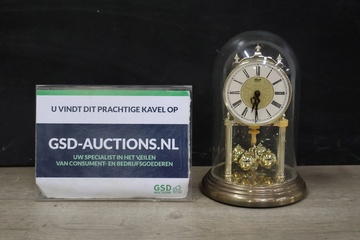 U VINDT DIT PRACHTIGE KAVEL OP
GSD-AUCTIONS.NL
UW SPECIALIST IN HET VEILEN
VAN CONSUMENT- EN BEDRIJFSGOEDEREN
GSD